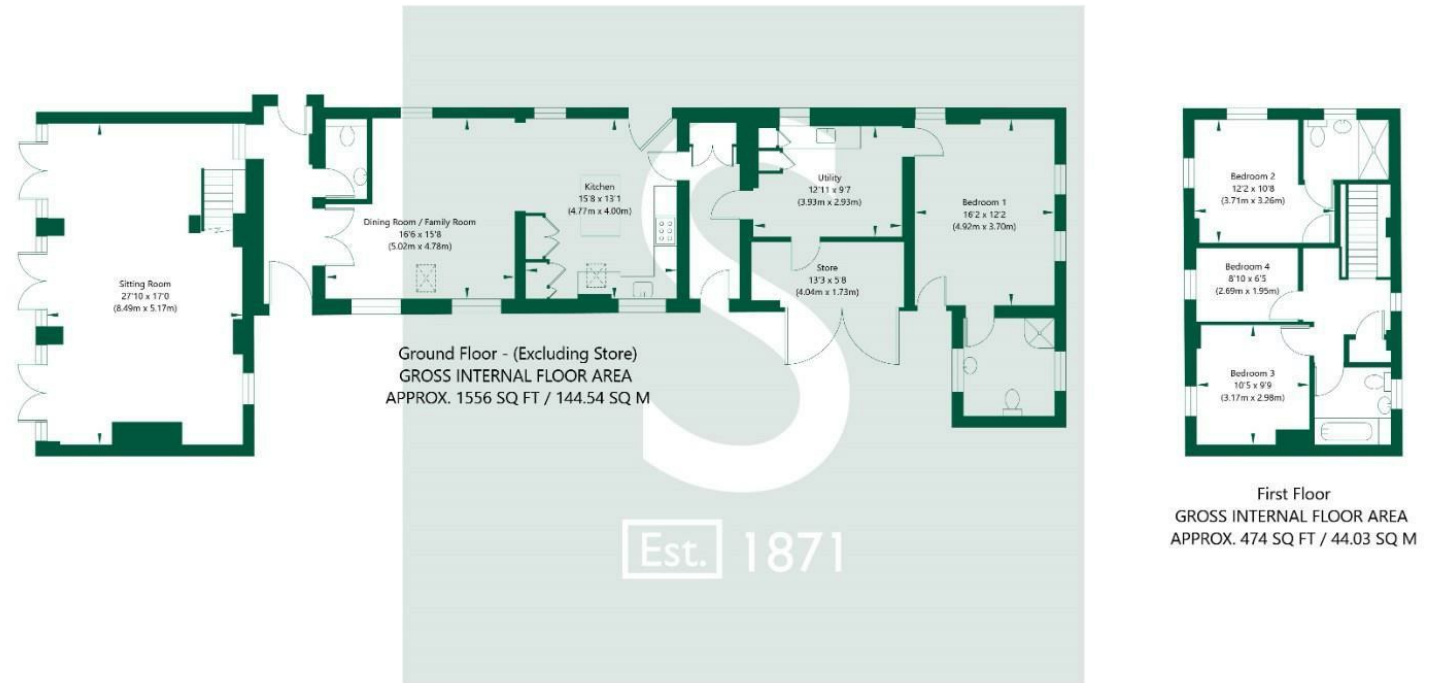 Sitting Room
27'10 x 17'0
(8.49m x 5.17m)
Dining Room / Family Room
16'6 x 15'8
(5.02m x 4.78m)
Kitchen
15'8 x 13'1
(4.77m x 4.00m)
Utility
12'11 x 9'7
(3.93m x 2.93m)
Store
13'3 x 5'8
(4.04m x 1.73m)
Bedroom 1
16'2 x 12'2
(4.92m x 3.70m)
Ground Floor - (Excluding Store)
GROSS INTERNAL FLOOR AREA
APPROX. 1556 SQ FT / 144.54 SQ M
S
Est. 1871
Bedroom 2
12'2 x 10'8
(3.71m x 3.26m)
Bedroom 4
8'10 x 6'5
(2.69m x 1.95m)
Bedroom 3
10'5 x 9'9
(3.17m x 2.98m)
First Floor
GROSS INTERNAL FLOOR AREA
APPROX. 474 SQ FT / 44.03 SQ M